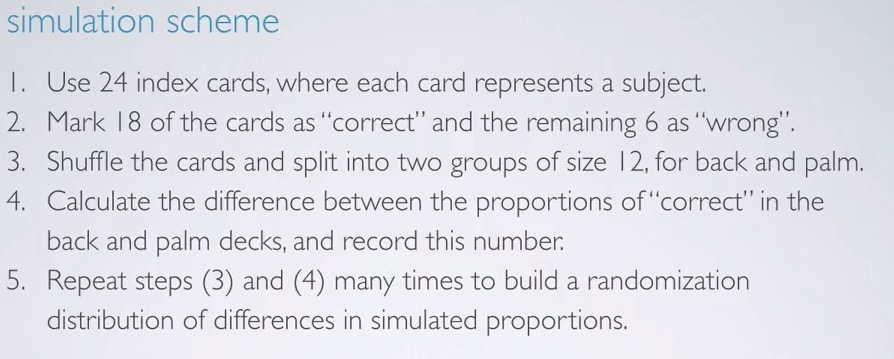 simulation scheme
1. Use 24 index cards, where each card represents a subject.
2. Mark 18 of the cards as “correct” and the remaining 6 as “wrong”.
3. Shuffle the cards and split into two groups of size 12, for back and palm.
4. Calculate the difference between the proportions of “correct” in the
back and palm decks, and record this number.
5. Repeat steps (3) and (4) many times to build a randomization
distribution of differences in simulated proportions.